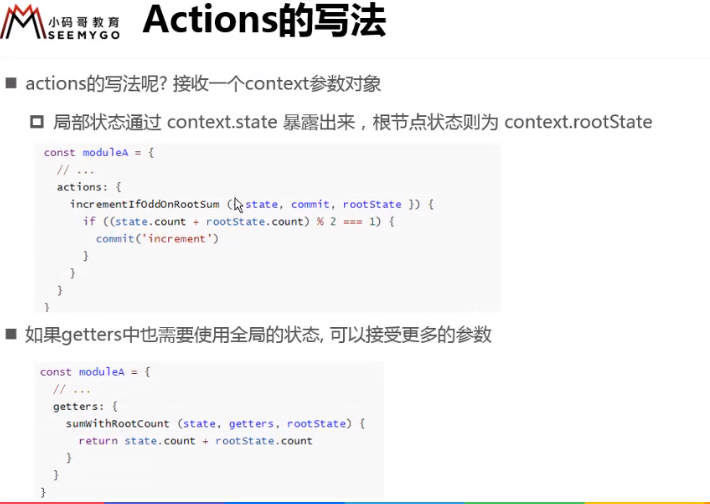 小码哥教育
SEEMYGO
Actions的写法
actions的写法呢? 接收一个context参数对象
局部状态通过 context.state 暴露出来，根节点状态则为 context.rootState
const moduleA = {
// ...
actions: {
incrementIfOddOnRootSum ({ state, commit, rootState }) {
if ((state.count + rootState.count) % 2 === 1) {
commit('increment')
}
}
}
}
如果getters中也需要使用全局的状态, 可以接受更多的参数
const moduleA = {
// ...
getters: {
sumWithRootCount (state, getters, rootState) {
return state.count + rootState.count
}
}
}